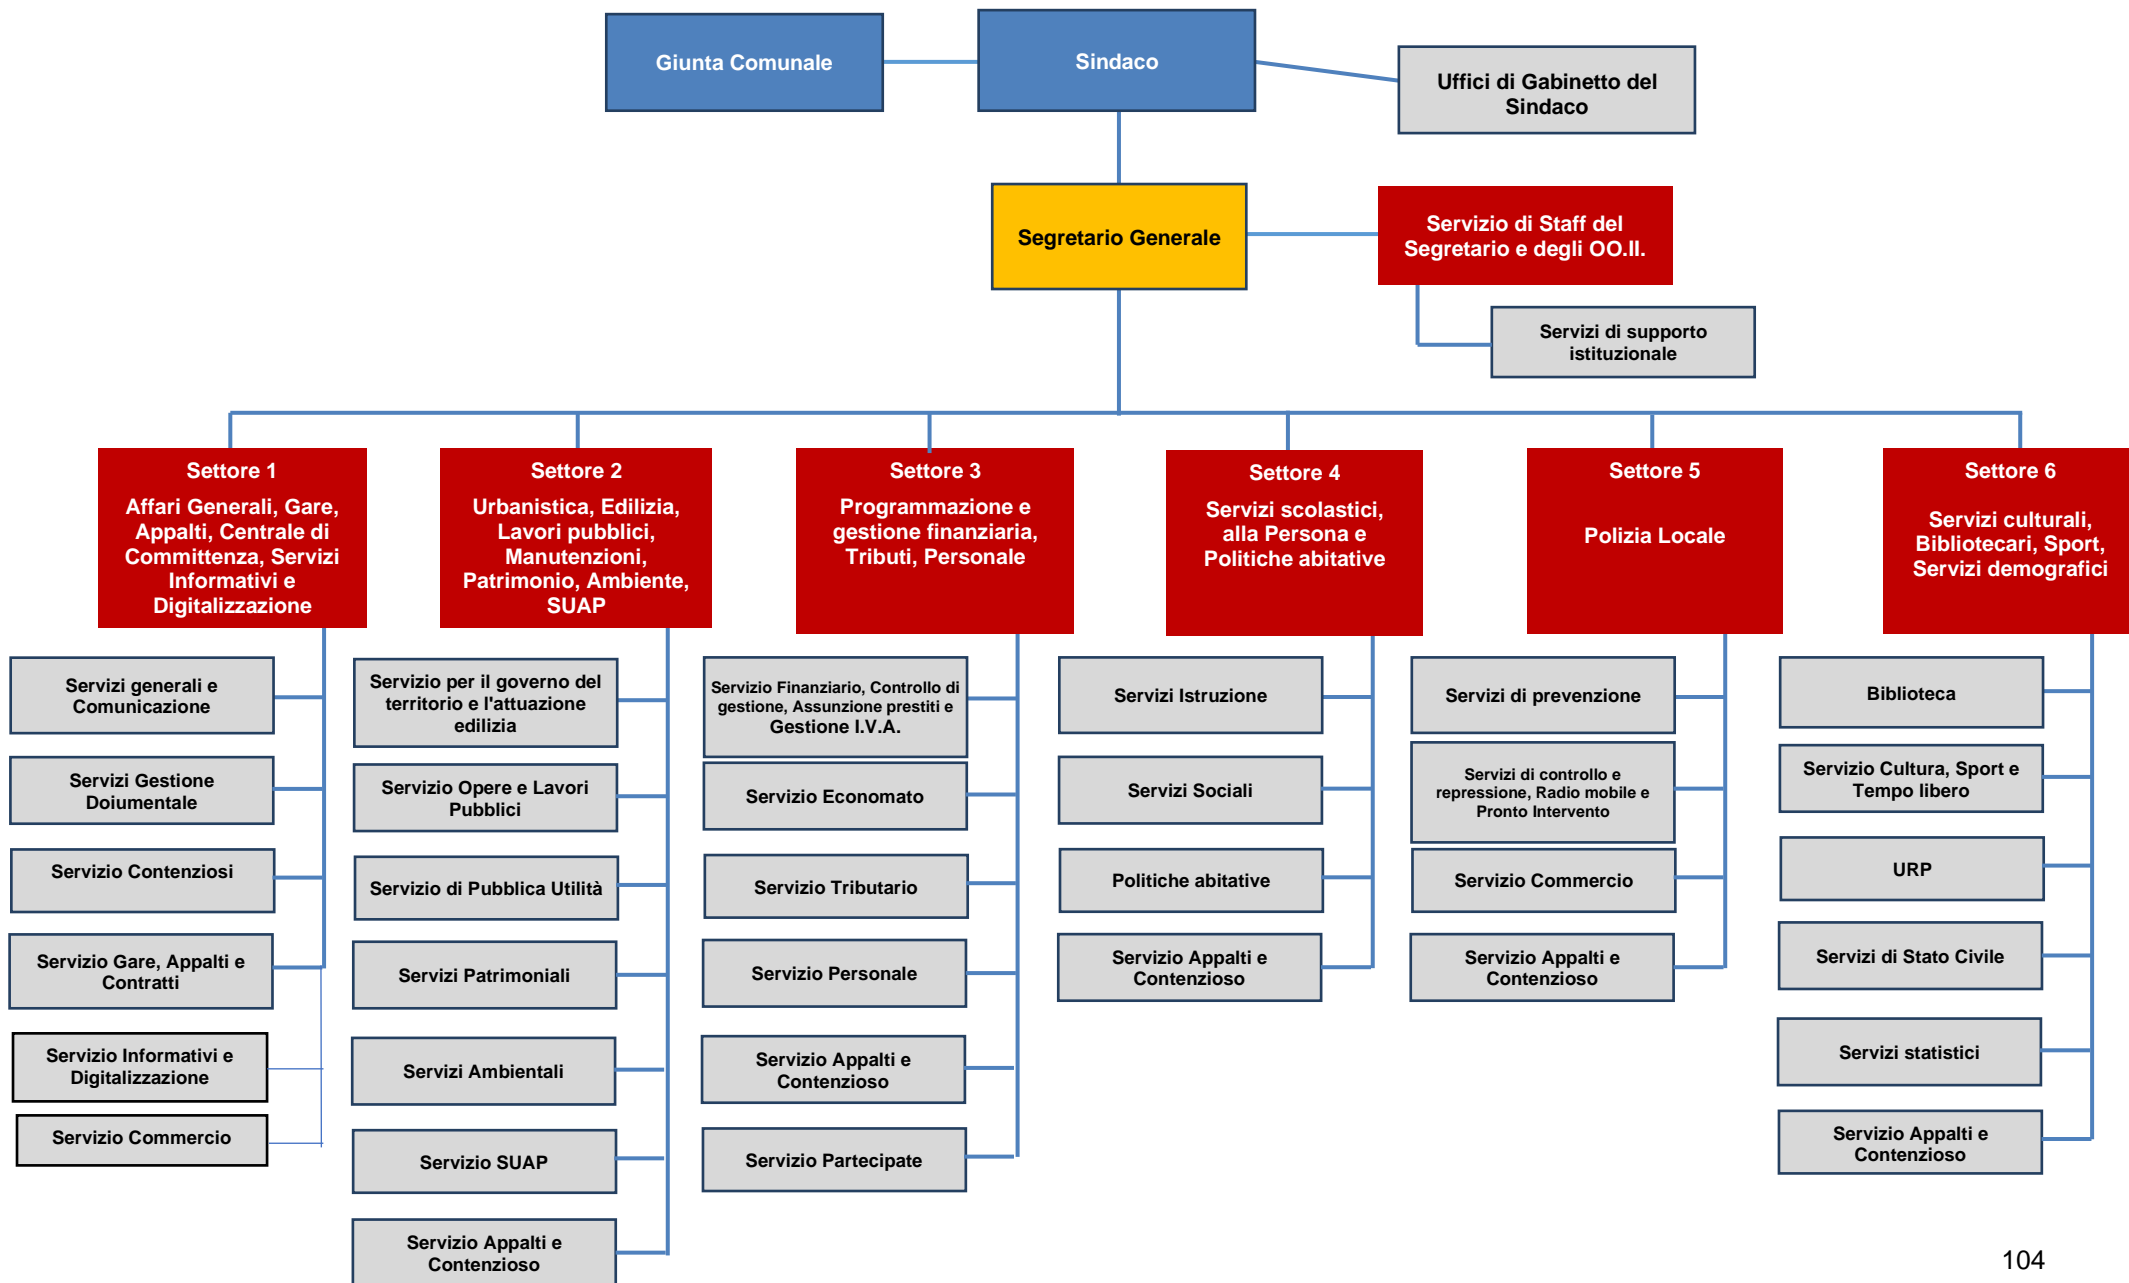 Giunta Comunale
Sindaco
Uffici di Gabinetto del
Sindaco
Segretario Generale
Servizio di Staff del
Segretario e degli OO.II.
Servizi di supporto
istituzionale
Settore 1
Affari Generali, Gare,
Appalti, Centrale di
Committenza, Servizi
Informativi e
Digitalizzazione
Servizi generali e
Comunicazione
Servizi Gestione
Doiumentale
Servizio Contenziosi
Servizio Gare, Appalti e
Contratti
Servizio Informativi e
Digitalizzazione
Servizio Commercio
Settore 2
Urbanistica, Edilizia,
Lavori pubblici,
Manutenzioni,
Patrimonio, Ambiente,
SUAP
Servizio per il governo del
territorio e l'attuazione
edilizia
Servizio Opere e Lavori
Pubblici
Servizio di Pubblica Utilità
Servizi Patrimoniali
Servizi Ambientali
Servizio SUAP
Servizio Appalti e
Contenzioso
Settore 3
Programmazione e
gestione finanziaria,
Tributi, Personale
Servizio Finanziario, Controllo di
gestione, Assunzione prestiti e
Gestione I.V.A.
Servizio Economato
Servizio Tributario
Servizio Personale
Servizio Appalti e
Contenzioso
Servizio Partecipate
Settore 4
Servizi scolastici,
alla Persona e
Politiche abitative
Servizi Istruzione
Servizi Sociali
Politiche abitative
Servizio Appalti e
Contenzioso
Settore 5
Polizia Locale
Servizi di prevenzione
Servizi di controllo e
repressione, Radio mobile e
Pronto Intervento
Servizio Commercio
Servizio Appalti e
Contenzioso
Settore 6
Servizi culturali,
Bibliotecari, Sport,
Servizi demografici
Biblioteca
Servizio Cultura, Sport e
Tempo libero
URP
Servizi di Stato Civile
Servizi statistici
Servizio Appalti e
Contenzioso
104